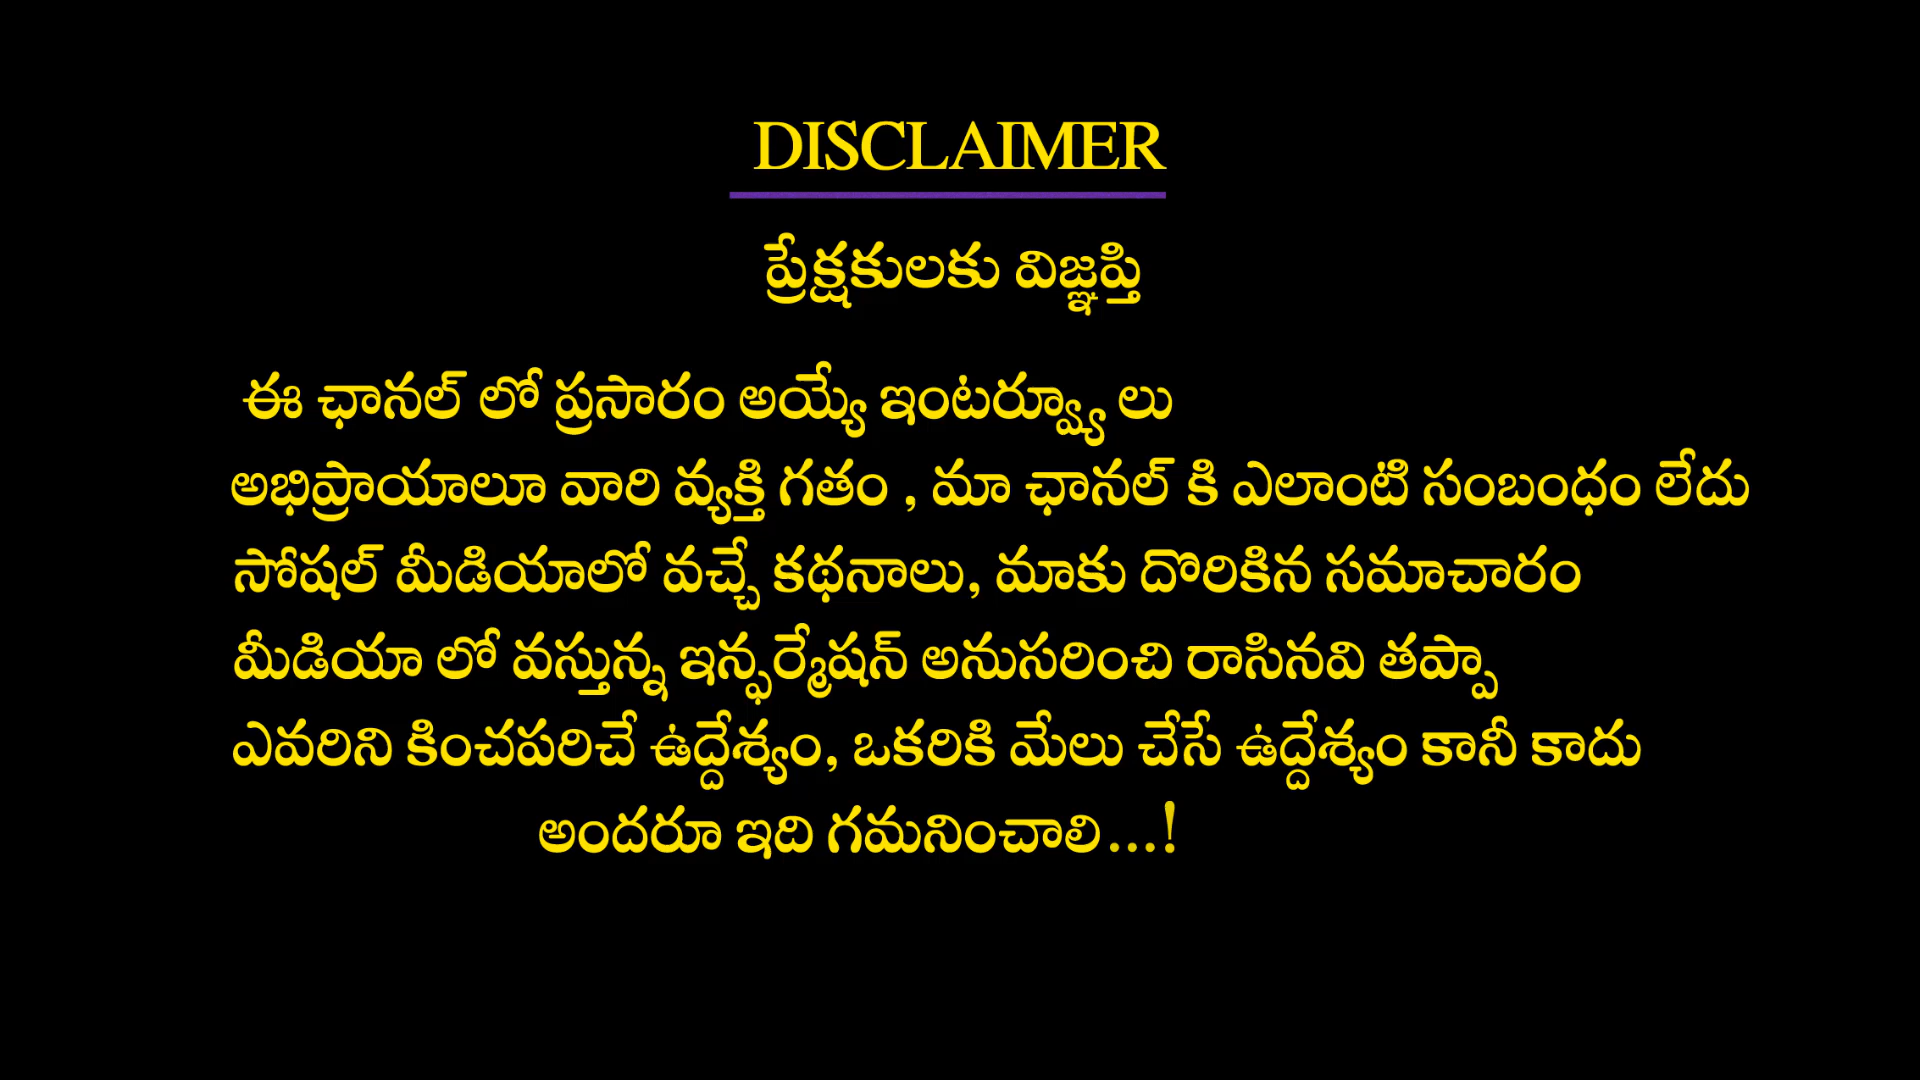 DISCLAIMER
ప్రేక్షకులకు విజ్ఞప్తి
ఈ ఛానల్ లో ప్రసారం అయ్యే ఇంటర్వ్యూ లు
అభిప్రాయాలూ వారి వ్యక్తి గతం , మా ఛానల్ కి ఎలాంటి సంబంధం లేదు
సోషల్ మీడియాలో వచ్చే కథనాలు, మాకు దొరికిన సమాచారం
మీడియా లో వస్తున్న ఇన్ఫర్మేషన్ అనుసరించి రాసినవి తప్పా
ఎవరిని కించపరిచే ఉద్దేశ్యం, ఒకరికి మేలు చేసే ఉద్దేశ్యం కానీ కాదు
అందరూ ఇది గమనించాలి...!